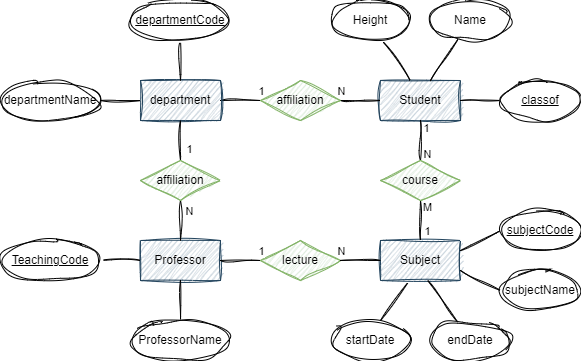 departmentCode
Height
Name
departmentName
department
1
affiliation
N
Student
classof
1
1
N
affiliation
course
N
M
1
TeachingCode
Professor
1
lecture
N
Subject
subjectCode
subjectName
ProfessorName
startDate
endDate